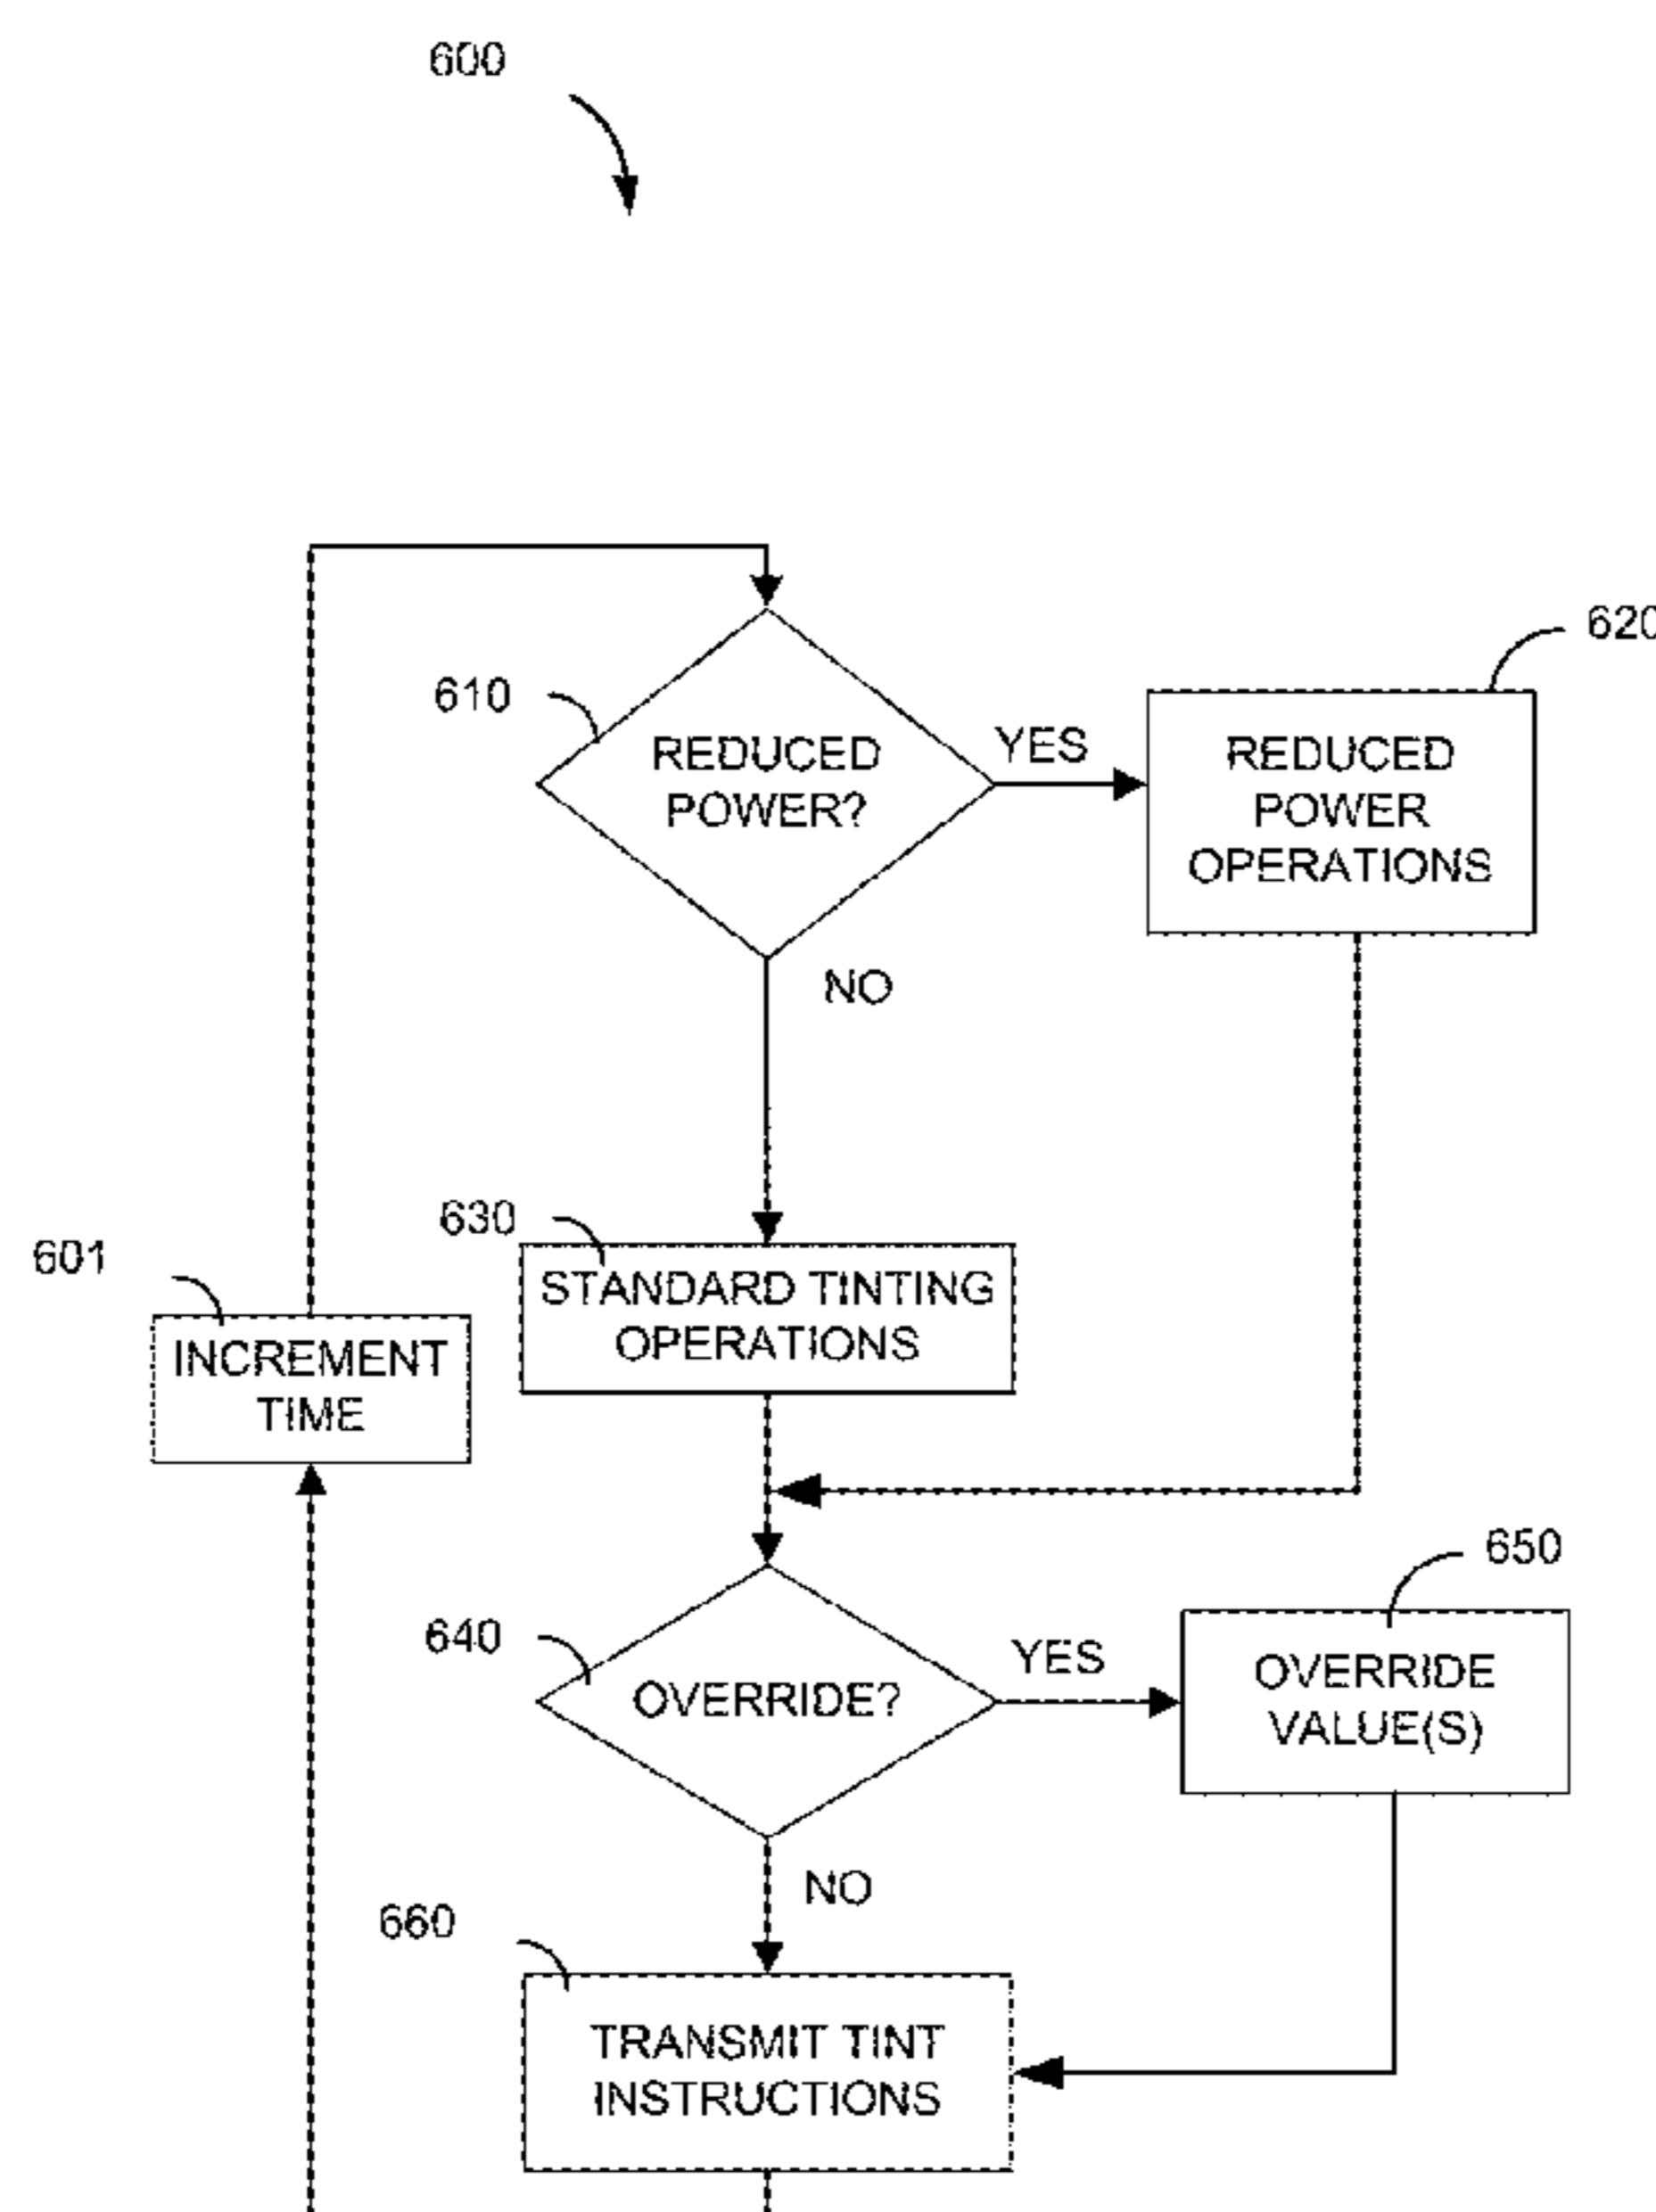 600
610
REDUCED
POWER?
YES
620
REDUCED
POWER
OPERATIONS
NO
630
STANDARD TINTING
OPERATIONS
601
INCREMENT
TIME
640
OVERRIDE?
YES
650
OVERRIDE
VALUE(S)
NO
660
TRANSMIT TINT
INSTRUCTIONS